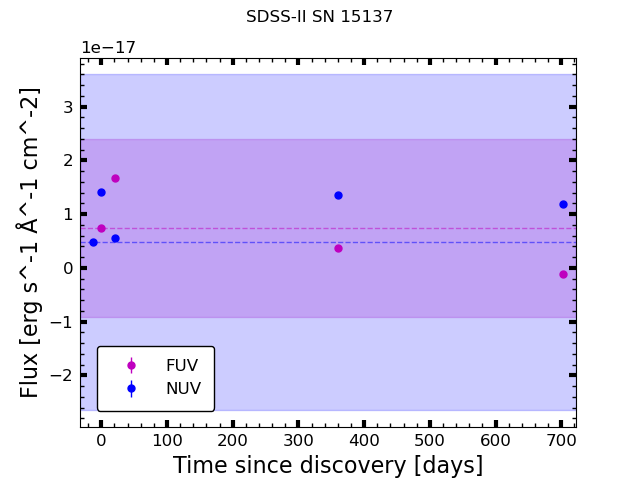 SDSS-II SN 15137
1e−17
Flux [erg s^-1 Å^-1 cm^-2]
3
2
1
0
−1
−2
FUV
NUV
0 100 200 300 400 500 600 700
Time since discovery [days]